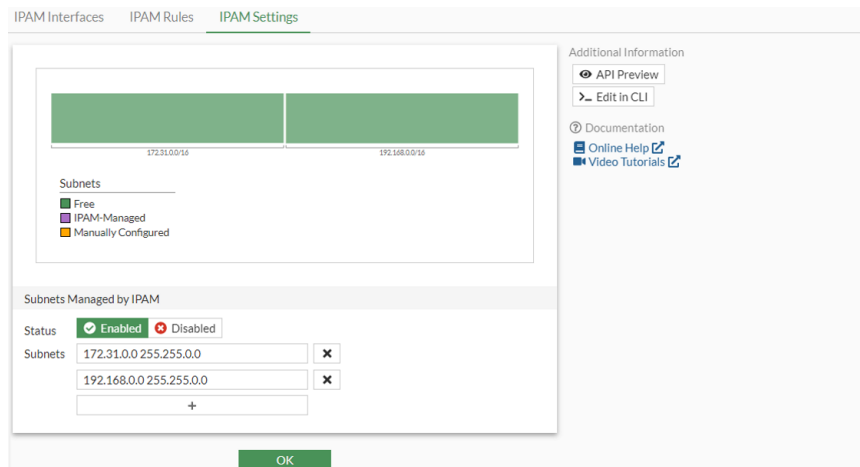 IPAM Interfaces IPAM Rules IPAM Settings
172.31.0.0/16 192.168.0.0/16
Subnets
Free
IPAM-Managed
Manually Configured
Subnets Managed by IPAM
Status Enabled Disabled
Subnets 172.31.0.0 255.255.0.0
192.168.0.0 255.255.0.0
+
OK
Additional Information
API Preview
>_ Edit in CLI
Documentation
Online Help
Video Tutorials